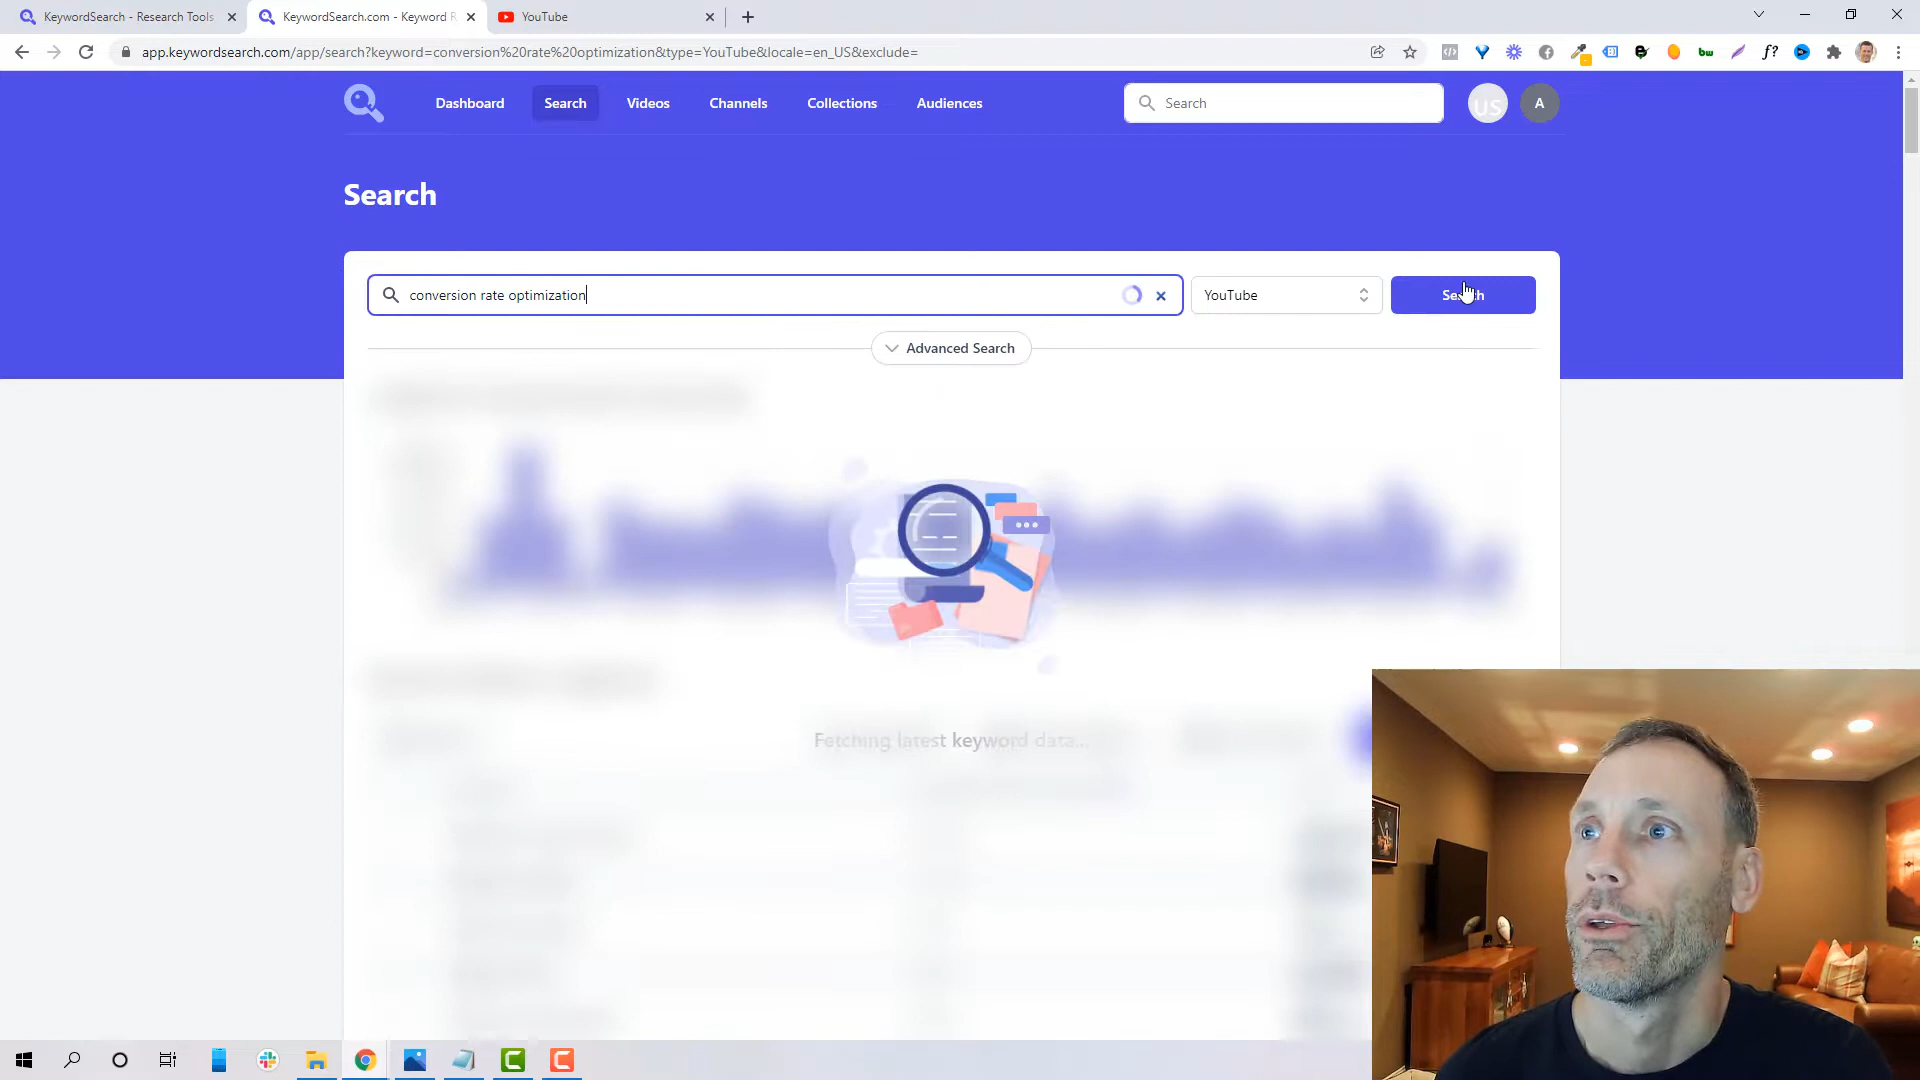 KeywordSearch - Research Tools
KeywordSearch.com - Keyword R
YouTube
app.keywordsearch.com/app/search?keyword=conversion%20rate%20optimization&type=YouTube&locale=en_US&exclude=
Dashboard
Search
Videos
Channels
Collections
Audiences
Search
US
A
Search
conversion rate optimization
YouTube
Search
Advanced Search
Fetching latest keyword data...